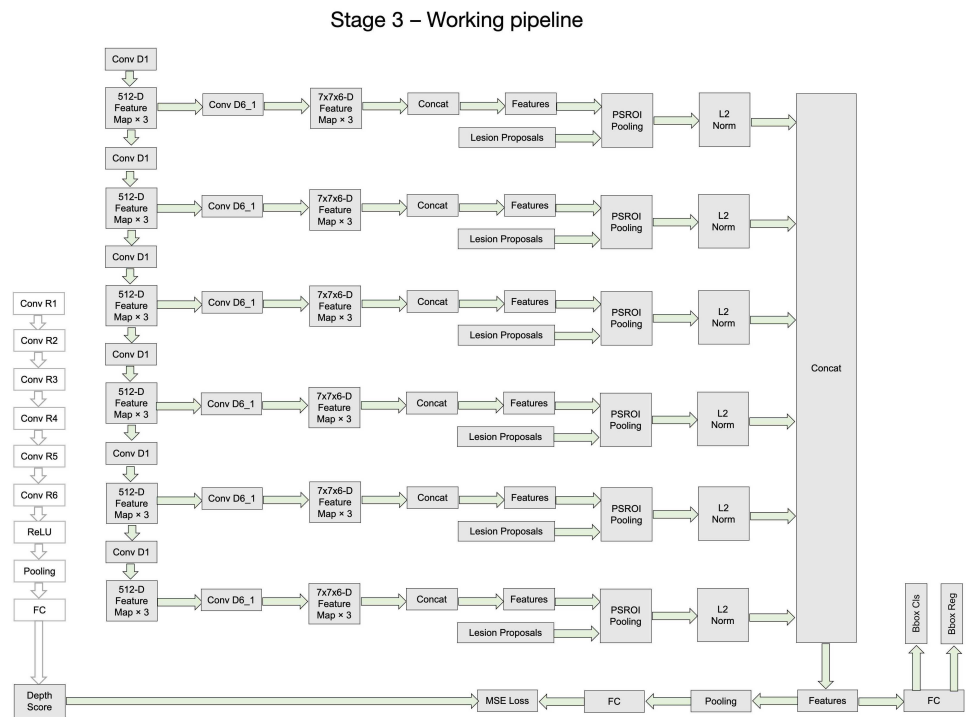 Stage 3 – Working pipeline
Conv D1
512-D
Feature
Map × 3
Conv D6_1
7x7x6-D
Feature
Map × 3
Concat
Features
Lesion Proposals
PSROI
Pooling
L2
Norm
Conv D1
512-D
Feature
Map × 3
Conv D6_1
7x7x6-D
Feature
Map × 3
Concat
Features
Lesion Proposals
PSROI
Pooling
L2
Norm
Conv D1
512-D
Feature
Map × 3
Conv D6_1
7x7x6-D
Feature
Map × 3
Concat
Features
Lesion Proposals
PSROI
Pooling
L2
Norm
Conv D1
512-D
Feature
Map × 3
Conv D6_1
7x7x6-D
Feature
Map × 3
Concat
Features
Lesion Proposals
PSROI
Pooling
L2
Norm
Conv D1
512-D
Feature
Map × 3
Conv D6_1
7x7x6-D
Feature
Map × 3
Concat
Features
Lesion Proposals
PSROI
Pooling
L2
Norm
Conv D1
512-D
Feature
Map × 3
Conv D6_1
7x7x6-D
Feature
Map × 3
Concat
Features
Lesion Proposals
PSROI
Pooling
L2
Norm
Concat
Conv R1
Conv R2
Conv R3
Conv R4
Conv R5
Conv R6
ReLU
Pooling
FC
Depth
Score
MSE Loss
FC
Pooling
Features
FC
Bbox Cls
Bbox Reg